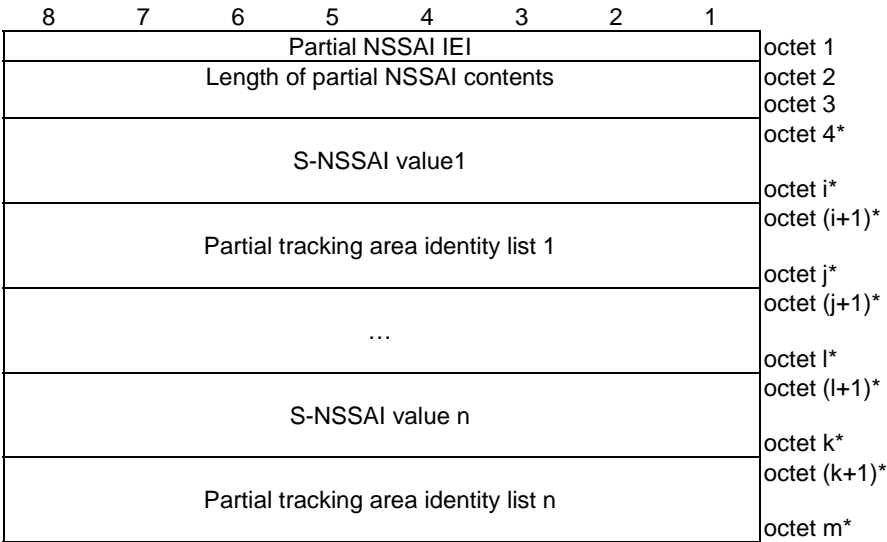 8 7 6 5 4 3 2 1
Partial NSSAI IEI octet 1
Length of partial NSSAI contents octet 2
octet 3
octet 4*
S-NSSAI value1
octet i*
octet (i+1)*
Partial tracking area identity list 1
octet j*
octet (j+1)*
…
octet l*
octet (l+1)*
S-NSSAI value n
octet k*
octet (k+1)*
Partial tracking area identity list n
octet m*